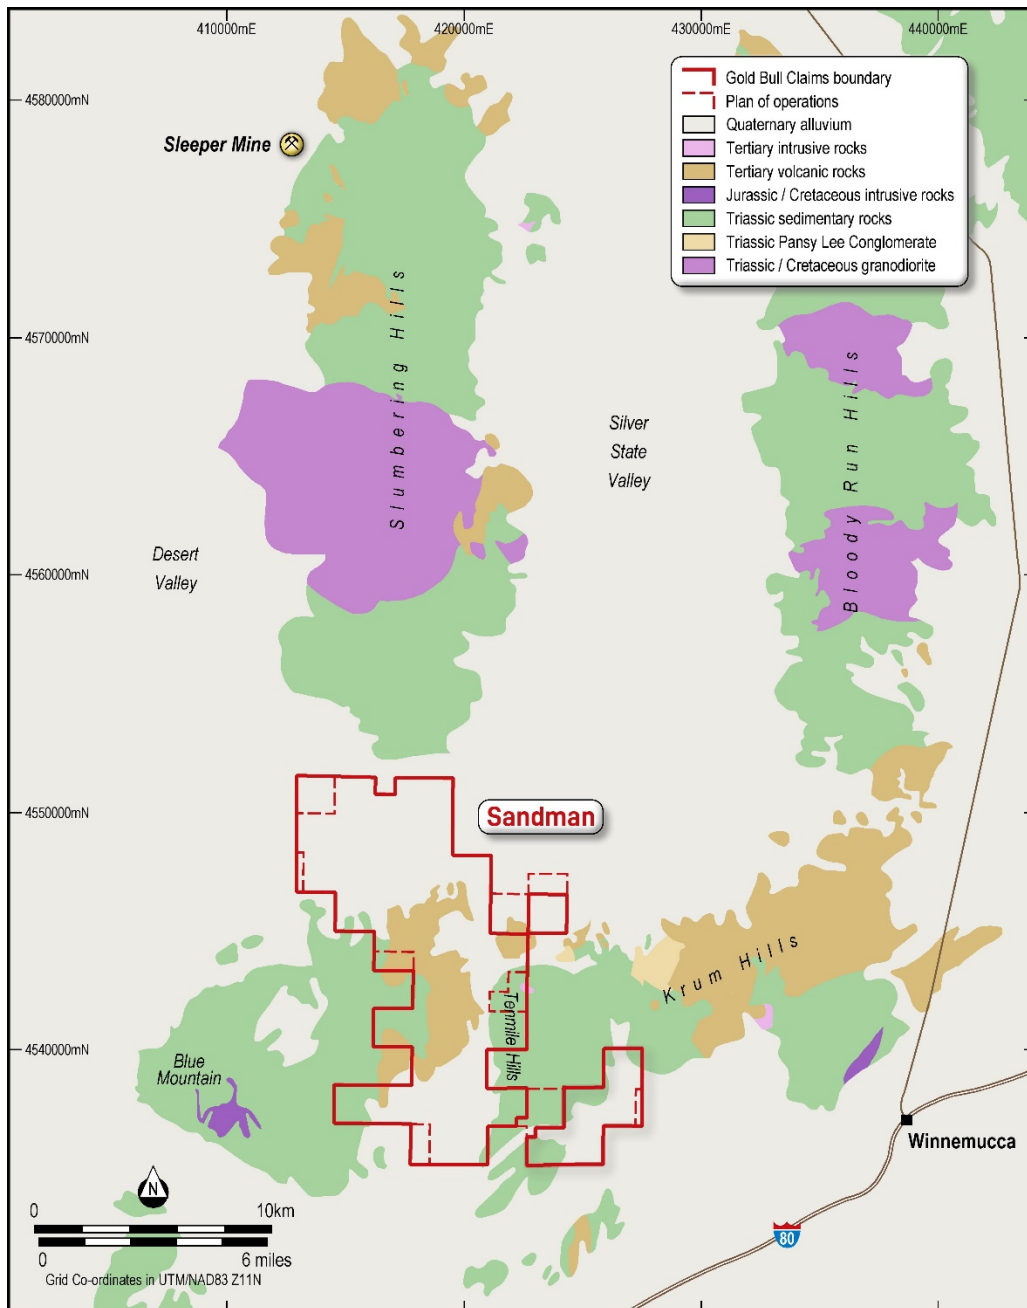 410000mE
420000mE
430000mE
440000mE
4580000mN
4570000mN
4560000mN
4550000mN
4540000mN
Gold Bull Claims boundary
Plan of operations
Quaternary alluvium
Tertiary intrusive rocks
Tertiary volcanic rocks
Jurassic / Cretaceous intrusive rocks
Triassic sedimentary rocks
Triassic Pansy Lee Conglomerate
Triassic / Cretaceous granodiorite
Sleeper Mine
Slumbering Hills
Silver
State
Valley
Bloody Run Hills
Desert
Valley
Sandman
Krum Hills
Tenmile Hills
Blue
Mountain
Winnemucca
N
0 10km
0 6 miles
Grid Co-ordinates in UTM/NAD83 Z11N
80